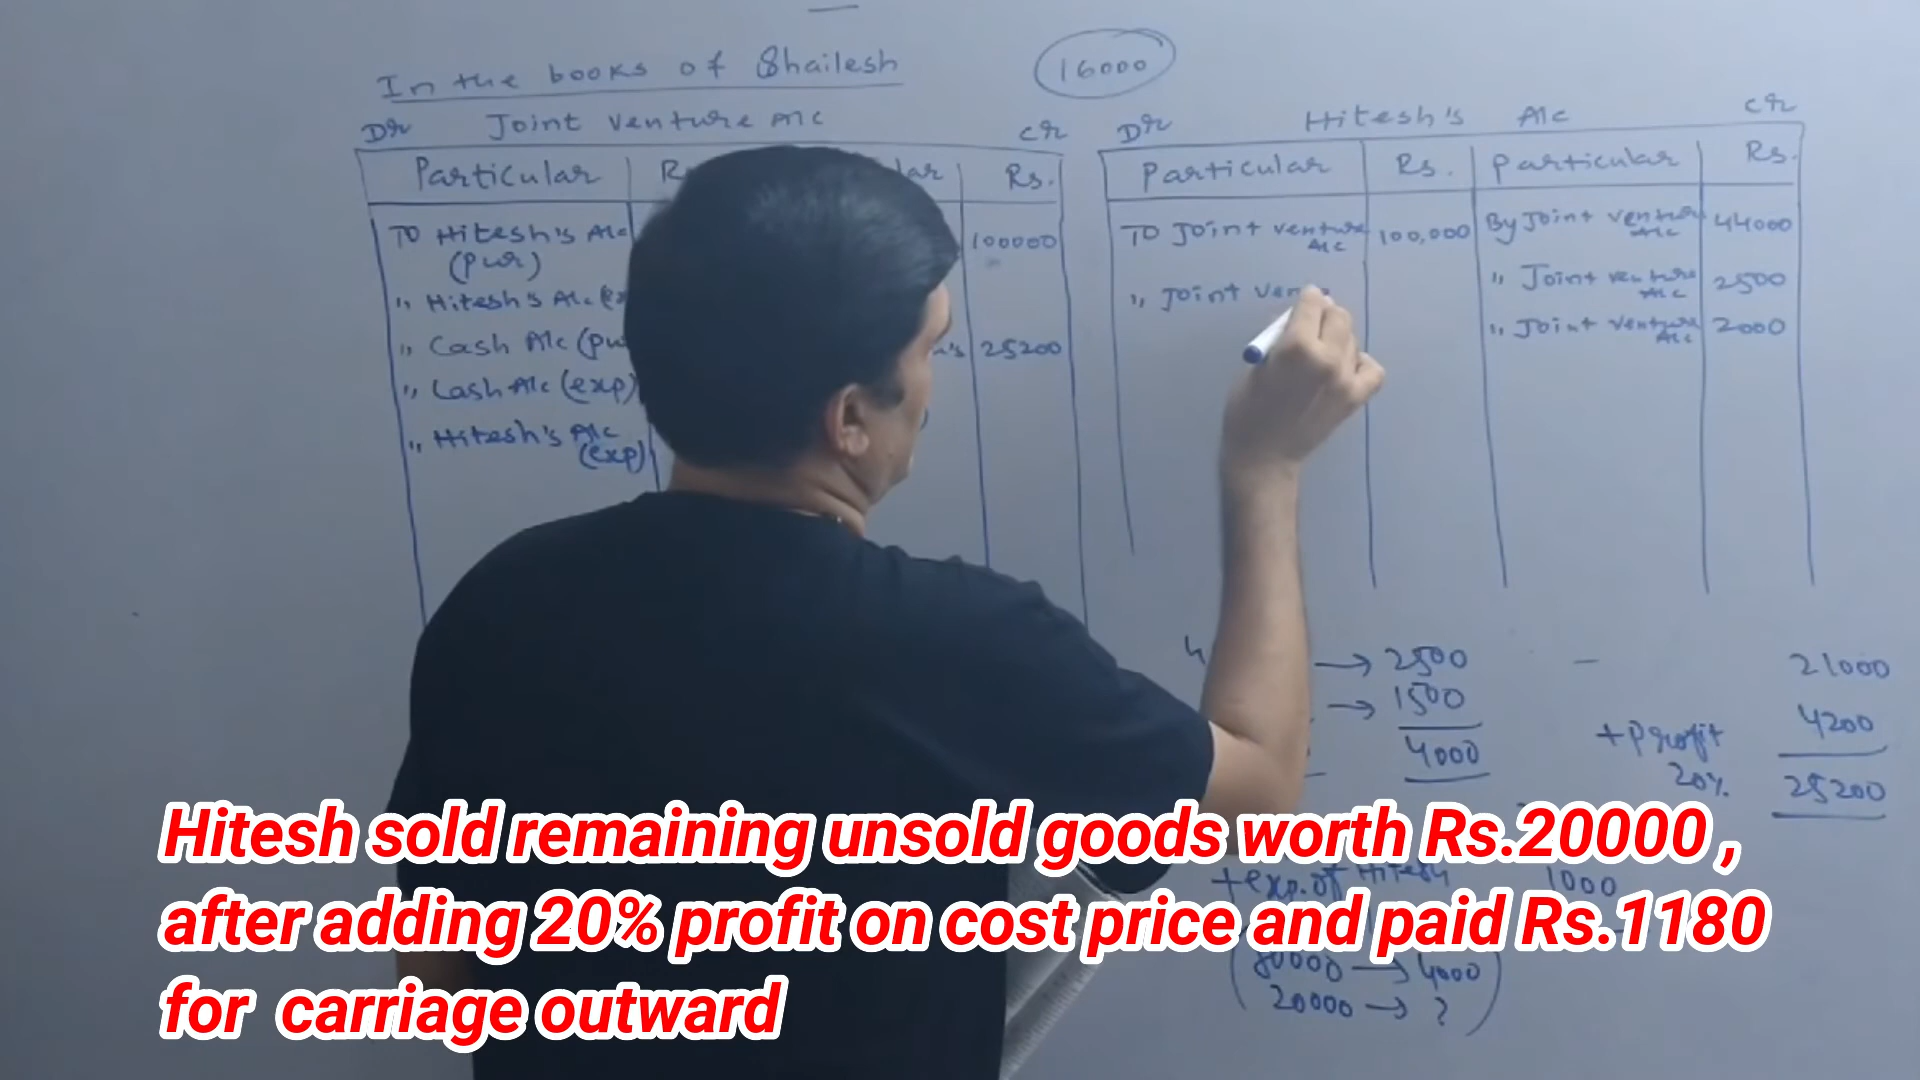 In the books of Shailesh
16000
Dr Joint Venture A/c Cr
Particular Rs.
To Hitesh's A/c 100000
(pur)
,, Hitesh's A/c
,, Cash A/c 25200
,, Cash A/c (exp)
,, Hitesh's A/c
(exp)
Dr Hitesh's A/c Cr
Particular Rs. Particular Rs.
To Joint venture A/c 100,000 By Joint venture A/c 44000
,, Joint ,, Joint venture A/c 2500
,, Joint venture A/c 2000
→ 2500
→ 1500
4000
- 21000
+ profit 20% 4200
25200
+ exp. of Hitesh 1000
80000 → 4000
20000 → ?
Hitesh sold remaining unsold goods worth Rs.20000 ,
after adding 20% profit on cost price and paid Rs.1180
for carriage outward